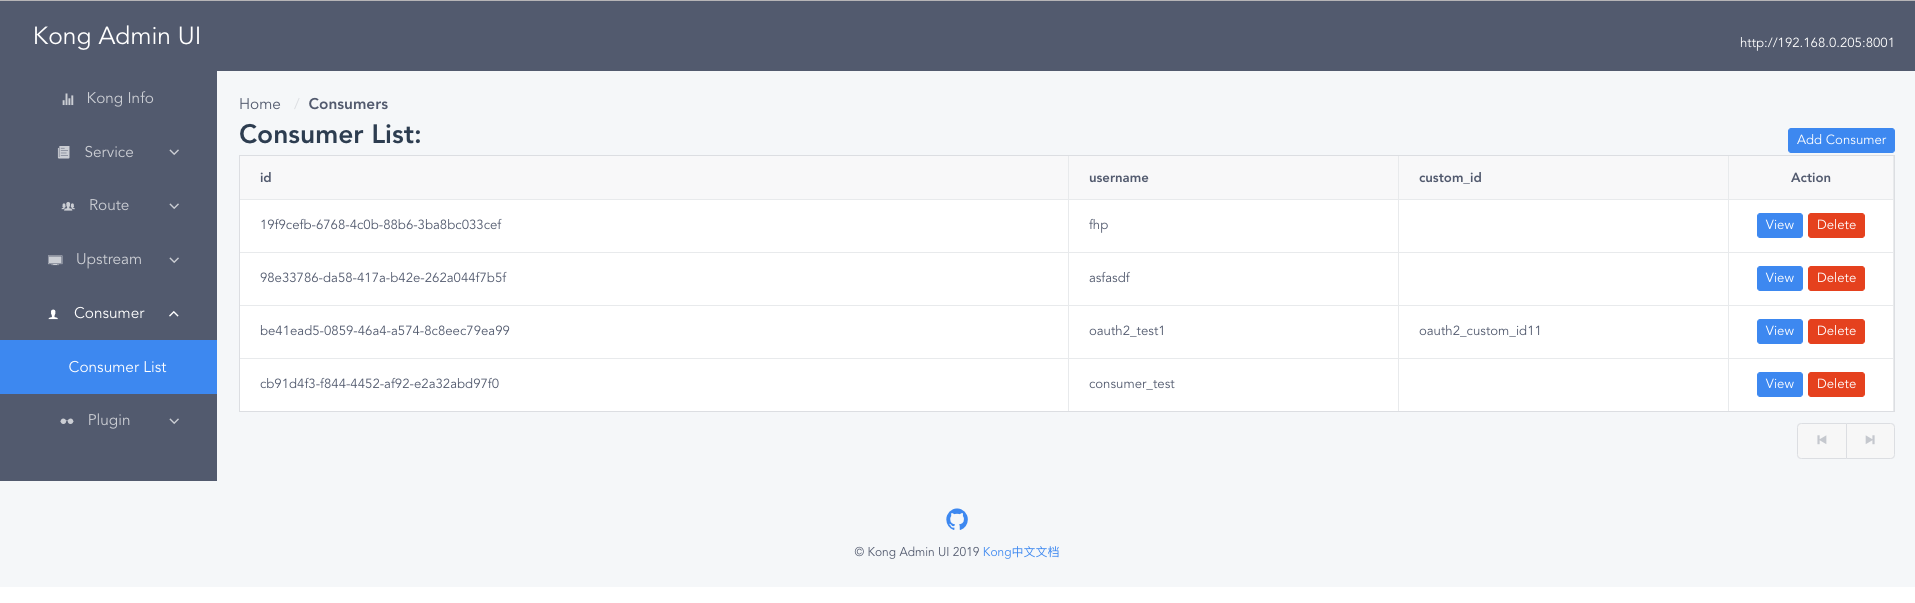 Kong Admin UI
http://192.168.0.205:8001
Kong Info
Service
Route
Upstream
Consumer
Consumer List
Plugin
Home / Consumers
Consumer List:
Add Consumer
id username custom_id Action
19f9cefb-6768-4c0b-88b6-3ba8bc033cef fhp View Delete
98e33786-da58-417a-b42e-262a044f7b5f asfasdf View Delete
be41ead5-0859-46a4-a574-8c8eec79ea99 oauth2_test1 oauth2_custom_id11 View Delete
cb91d4f3-f844-4452-af92-e2a32abd97f0 consumer_test View Delete
© Kong Admin UI 2019 Kong中文文档